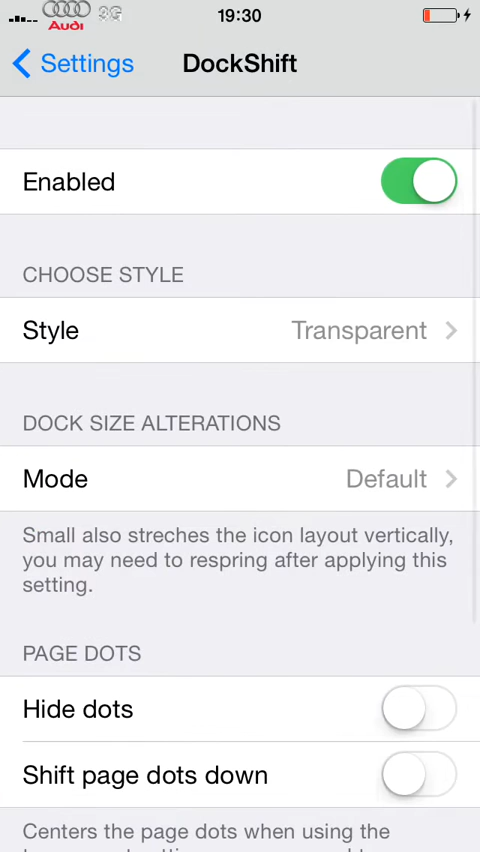 Audi 3G 19:30
Settings DockShift
Enabled
CHOOSE STYLE
Style Transparent
DOCK SIZE ALTERATIONS
Mode Default
Small also streches the icon layout vertically,
you may need to respring after applying this
setting.
PAGE DOTS
Hide dots
Shift page dots down
Centers the page dots when using the